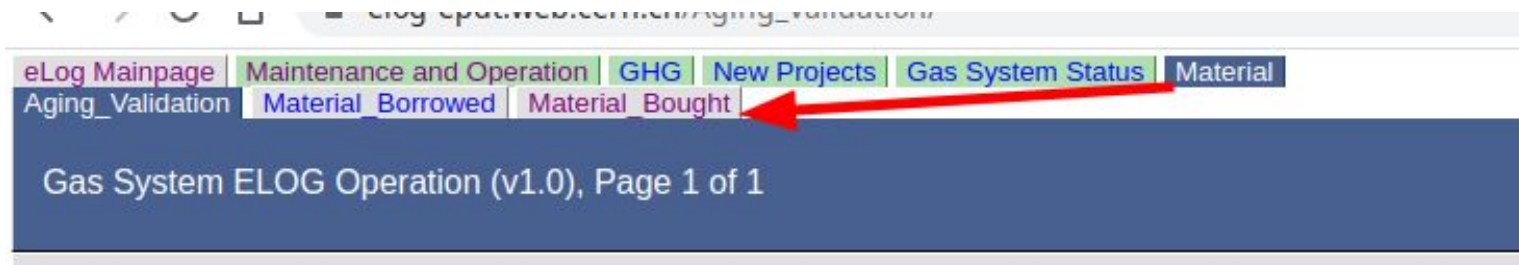 eLog Mainpage Maintenance and Operation GHG New Projects Gas System Status Material
Aging_Validation Material_Borrowed Material_Bought
Gas System ELOG Operation (v1.0), Page 1 of 1